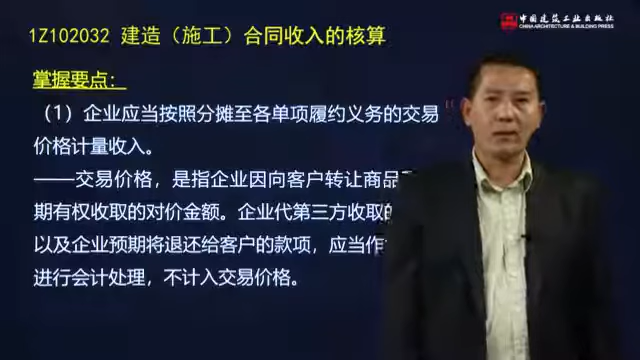 中国建筑工业出版社
CHINA ARCHITECTURE & BUILDING PRESS
1Z102032 建造（施工）合同收入的核算
掌握要点：
（1）企业应当按照分摊至各单项履约义务的交易
价格计量收入。
——交易价格，是指企业因向客户转让商品
期有权收取的对价金额。企业代第三方收取的
以及企业预期将退还给客户的款项，应当作
进行会计处理，不计入交易价格。